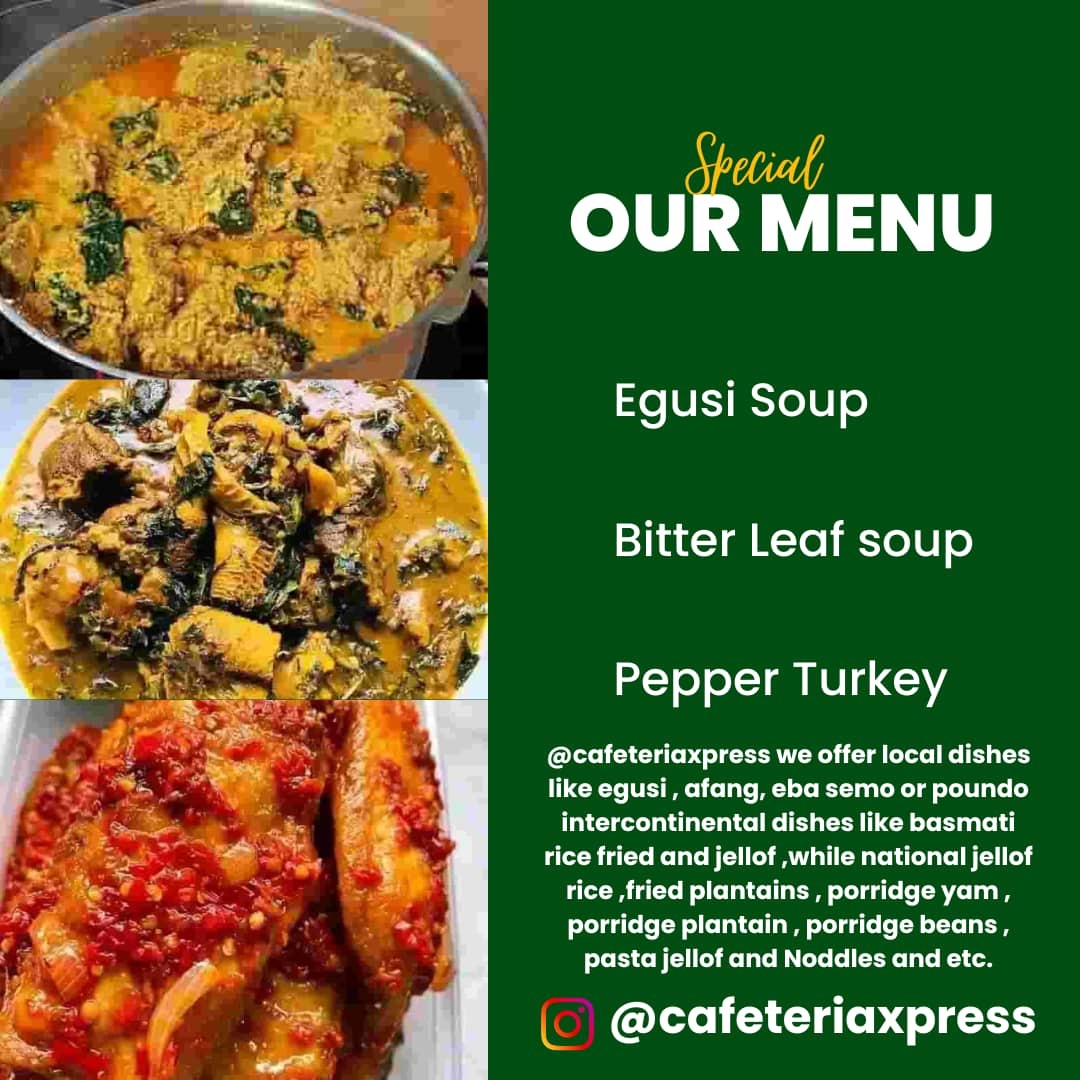 Special
OUR MENU
Egusi Soup
Bitter Leaf soup
Pepper Turkey
@cafeteriaxpress we offer local dishes
like egusi , afang, eba semo or poundo
intercontinental dishes like basmati
rice fried and jellof ,while national jellof
rice ,fried plantains , porridge yam ,
porridge plantain , porridge beans ,
pasta jellof and Noddles and etc.
@cafeteriaxpress